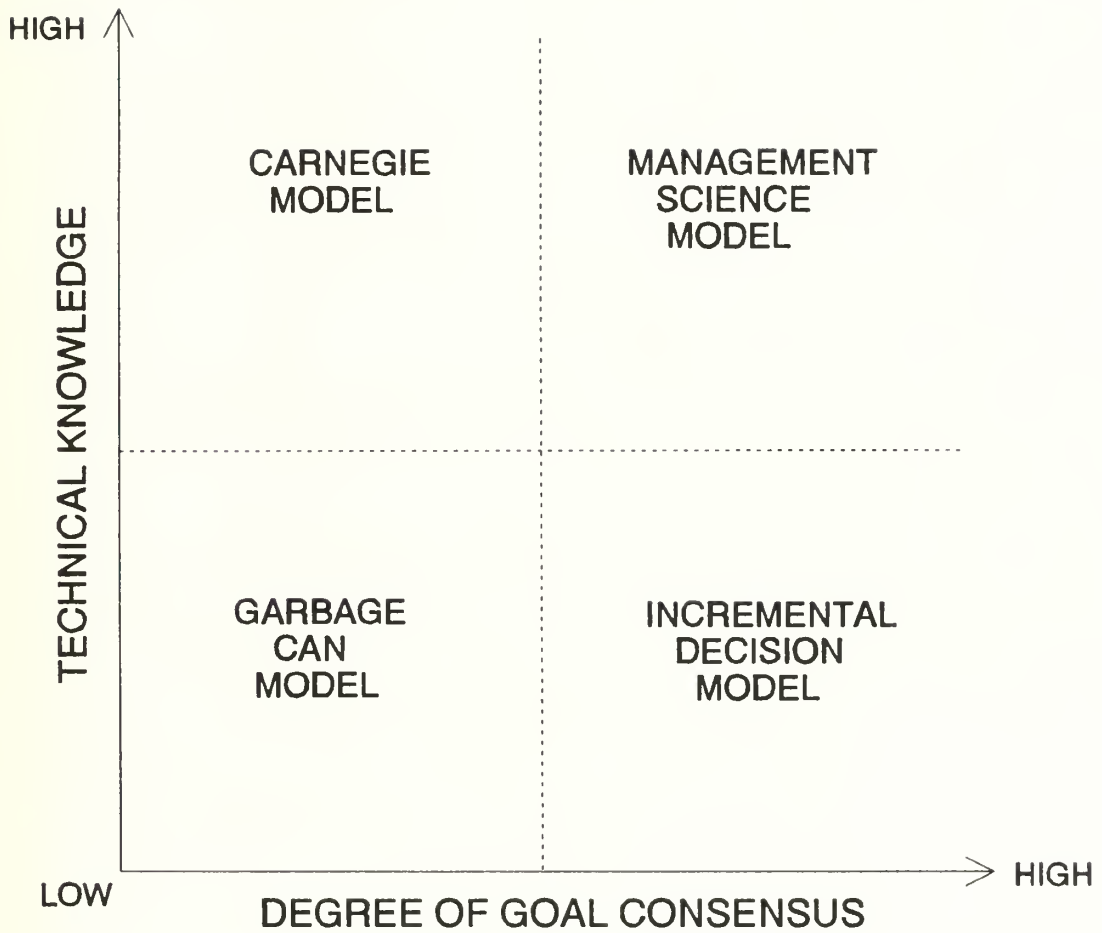 HIGH
CARNEGIE
MODEL
MANAGEMENT
SCIENCE
MODEL
TECHNICAL KNOWLEDGE
GARBAGE
CAN
MODEL
INCREMENTAL
DECISION
MODEL
LOW
HIGH
DEGREE OF GOAL CONSENSUS